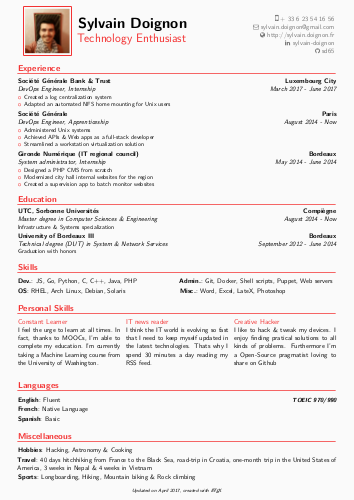 Sylvain Doignon
Technology Enthusiast
+ 33 6 23 54 16 56
sylvain-doignon@gmail.com
http://sylvain-doignon.com
sylvain-doignon
sd65
Experience
Société Générale Bank & Trust Luxembourg City
DevOps Engineer, Internship March 2017 - June 2017
Created a log centralization system
Adapted an automated NFS home mounting for Unix users
Société Générale Paris
DevOps Engineer, Apprenticeship August 2014 - Now
Administrated Unix systems
Achieved APIs & Web apps as a full-stack developer
Streamlined a workstation virtualization solution
Gironde Numérique (IT regional council) Bordeaux
System administrator, Internship May 2014 - June 2014
Designed a PHP CMS from scratch
Modernized city hall internal websites for the region
Created a supervision app to batch monitor websites
Education
UTC, Sorbonne Universités Compiègne
Master degree in Computer Sciences & Engineering August 2014 - Now
Infrastructure & Systems specialization
University of Bordeaux III Bordeaux
Technical degree (DUT) in System & Network Services September 2012 - June 2014
Graduation with honors
Skills
Dev.: JS, Go, Python, C, C++, Java, PHP Admin.: Git, Docker, Shell scripts, Puppet, Web servers
OS: RHEL, Arch Linux, Debian, Solaris Misc.: Word, Excel, LateX, Photoshop
Personal Skills
Constant Learner IT news reader Creative Hacker
I feel the urge to learn at all times. In I think the IT world is evolving so fast I like to hack & tweak my devices. I
fact, thanks to MOOCs, I'm able to that I need to keep myself updated in enjoy finding pratical solutions to all
complete my education. I'm currently the latest technologies. Thats why I kinds of problems. Furthermore I'm
taking a Machine Learning course from spend 30 minutes a day reading my a Open-Source pragmatist loving to
the University of Washington. RSS feed. share on Github
Languages
English: Fluent TOEIC 970/990
French: Native Language
Spanish: Basic
Miscellaneous
Hobbies: Hacking, Astronomy & Cooking
Travel: 40 days hitchhiking from France to the Black Sea, road-trip in Croatia, one-month trip in the United States of
America, 3 weeks in Nepal & 4 weeks in Vietnam
Sports: Longboarding, Hiking, Mountain biking & Rock climbing
Updated on April 2017, created with LATEX